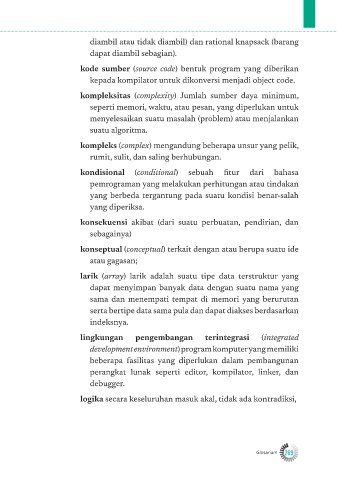 diambil atau tidak diambil) dan rational knapsack (barang
dapat diambil sebagian).
kode sumber (source code) bentuk program yang diberikan
kepada kompilator untuk dikonversi menjadi object code.
kompleksitas (complexity) Jumlah sumber daya minimum,
seperti memori, waktu, atau pesan, yang diperlukan untuk
menyelesaikan suatu masalah (problem) atau menjalankan
suatu algoritma.
kompleks (complex) mengandung beberapa unsur yang pelik,
rumit, sulit, dan saling berhubungan.
kondisional (conditional) sebuah fitur dari bahasa
pemrograman yang melakukan perhitungan atau tindakan
yang berbeda tergantung pada suatu kondisi benar-salah
yang diperiksa.
konsekuensi akibat (dari suatu perbuatan, pendirian, dan
sebagainya)
konseptual (conceptual) terkait dengan atau berupa suatu ide
atau gagasan;
larik (array) larik adalah suatu tipe data terstruktur yang
dapat menyimpan banyak data dengan suatu nama yang
sama dan menempati tempat di memori yang berurutan
serta bertipe data sama pula dan dapat diakses berdasarkan
indeksnya.
lingkungan pengembangan terintegrasi (integrated
development environment) program komputer yang memiliki
beberapa fasilitas yang diperlukan dalam pembangunan
perangkat lunak seperti editor, kompilator, linker, dan
debugger.
logika secara keseluruhan masuk akal, tidak ada kontradiksi,
Glosarium 269